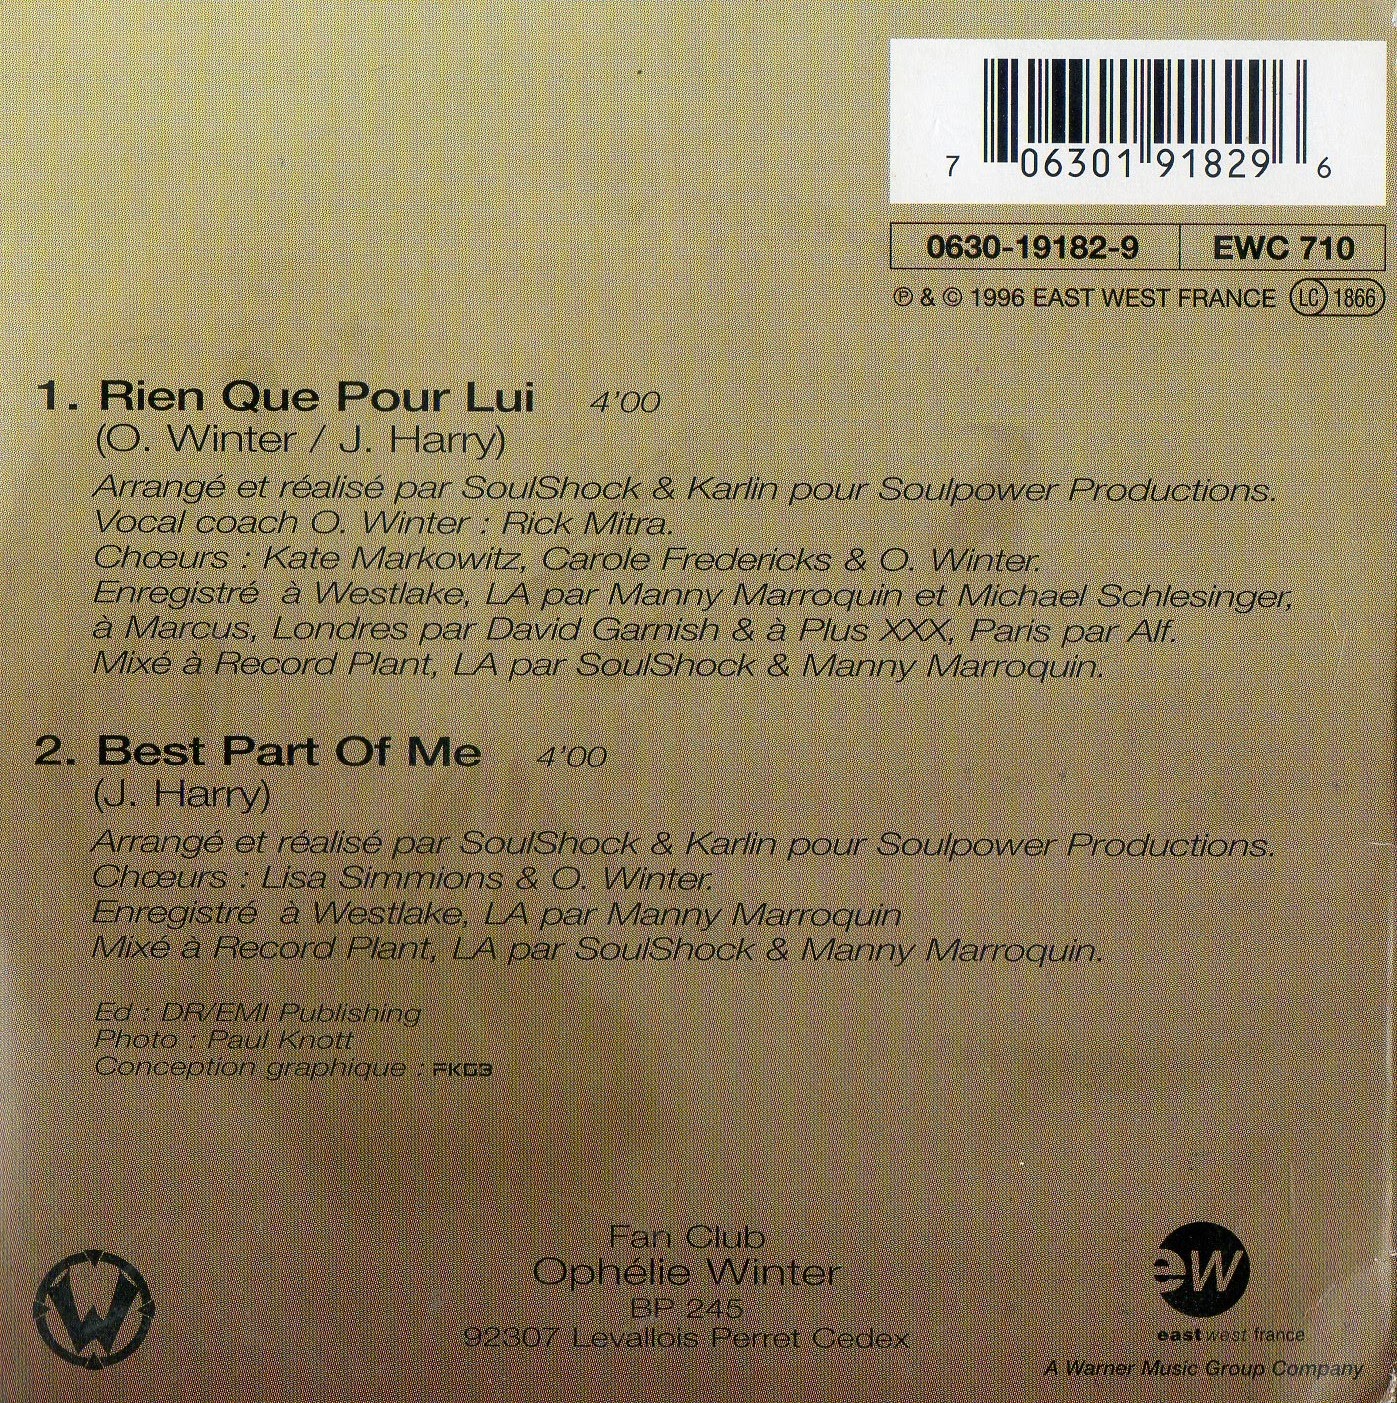 7 06301 91829 6
0630-19182-9 EWC 710
℗ & © 1996 EAST WEST FRANCE LC 1866
1. Rien Que Pour Lui 4'00
(O. Winter / J. Harry)
Arrangé et réalisé par SoulShock & Karlin pour Soulpower Productions.
Vocal coach O. Winter : Rick Mitra.
Chœurs : Kate Markowitz, Carole Fredericks & O. Winter.
Enregistré à Westlake, LA par Manny Marroquin et Michael Schlesinger,
à Marcus, Londres par David Garnish & à Plus XXX, Paris par Alf.
Mixé à Record Plant, LA par SoulShock & Manny Marroquin.
2. Best Part Of Me 4'00
(J. Harry)
Arrangé et réalisé par SoulShock & Karlin pour Soulpower Productions.
Chœurs : Lisa Simmions & O. Winter.
Enregistré à Westlake, LA par Manny Marroquin
Mixé à Record Plant, LA par SoulShock & Manny Marroquin.
Ed : DR/EMI Publishing
Photo : Paul Knott
Conception graphique : FKG3
Fan Club
Ophélie Winter
BP 245
92307 Levallois Perret Cedex
W
ew
eastwest france
A Warner Music Group Company